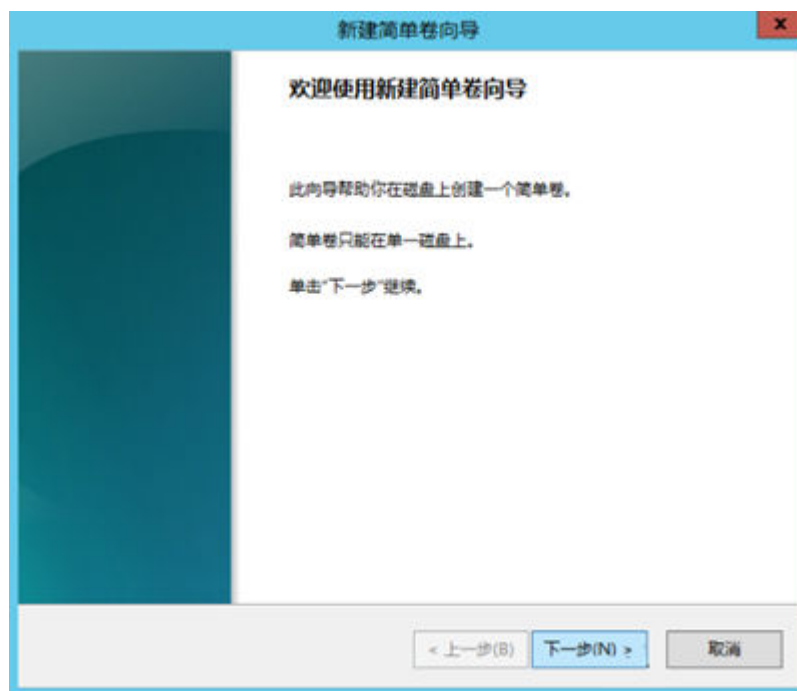 新建简单卷向导
x
欢迎使用新建简单卷向导
此向导帮助你在磁盘上创建一个简单卷。
简单卷只能在单一磁盘上。
单击"下一步"继续。
< 上一步(B) 下一步(N) > 取消